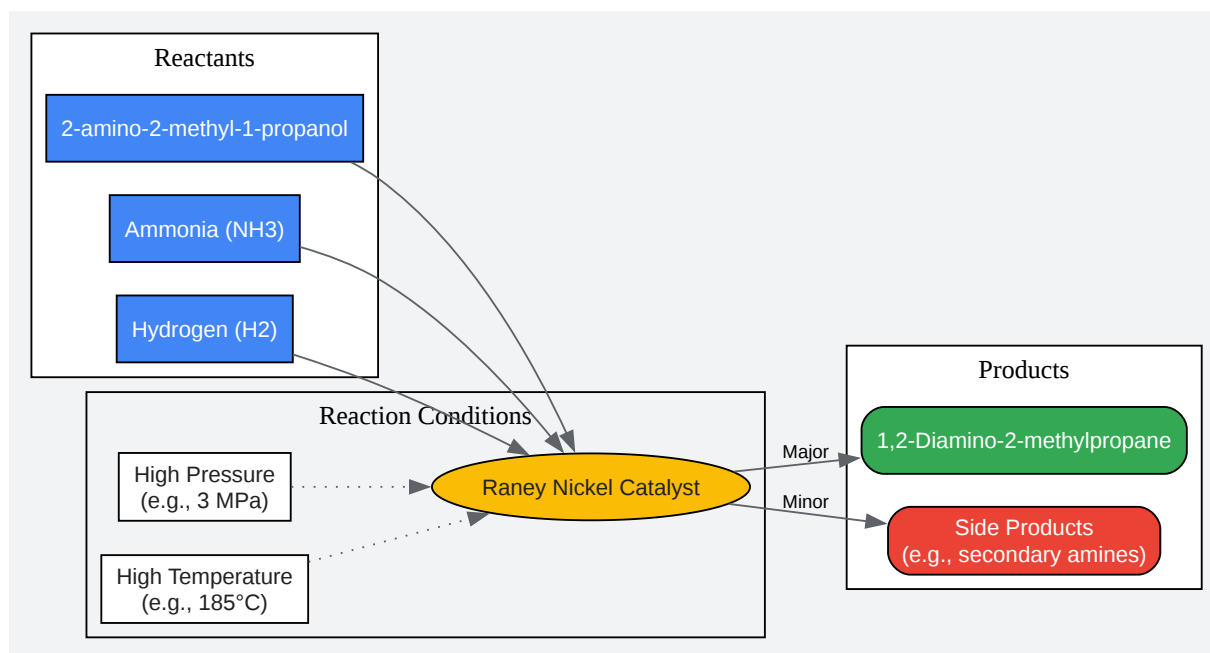 Reactants
2-amino-2-methyl-1-propanol
Ammonia (NH3)
Hydrogen (H2)
Reaction Conditions
High Pressure
(e.g., 3 MPa)
High Temperature
(e.g., 185°C)
Raney Nickel Catalyst
Major
Minor
Products
1,2-Diamino-2-methylpropane
Side Products
(e.g., secondary amines)